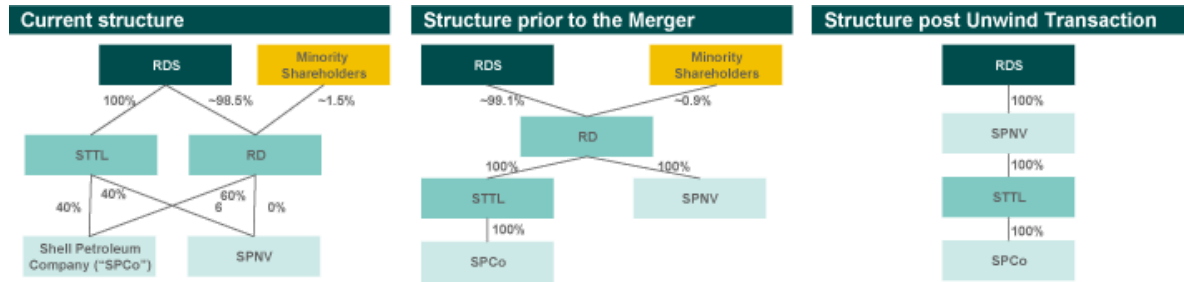 Current structure
RDS
Minority
Shareholders
100%
~98.5%
~1.5%
STTL
RD
40%
40%
60%
6
0%
Shell Petroleum
Company ("SPCo")
SPNV
Structure prior to the Merger
RDS
Minority
Shareholders
~99.1%
~0.9%
RD
100%
100%
STTL
SPNV
100%
SPCo
Structure post Unwind Transaction
RDS
100%
SPNV
100%
STTL
100%
SPCo